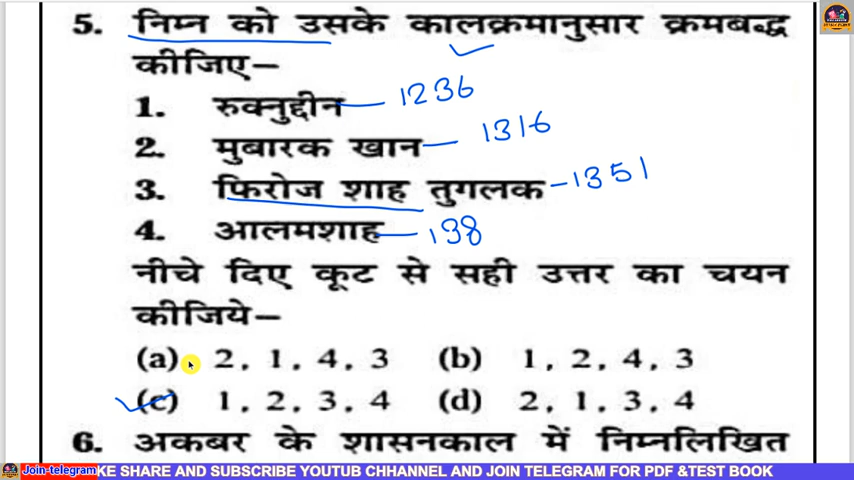 5. निम्न को उसके कालक्रमानुसार क्रमबद्ध
कीजिए–
1. रुक्नुद्दीन 1236
2. मुबारक खान 1316
3. फिरोज शाह तुगलक 1351
4. आलमशाह 138
नीचे दिए कूट से सही उत्तर का चयन
कीजिये–
(a) 2, 1, 4, 3 (b) 1, 2, 4, 3
(c) 1, 2, 3, 4 (d) 2, 1, 3, 4
6. अकबर के शासनकाल में निम्नलिखित
Join-telegram KE SHARE AND SUBSCRIBE YOUTUB CHHANNEL AND JOIN TELEGRAM FOR PDF &TEST BOOK